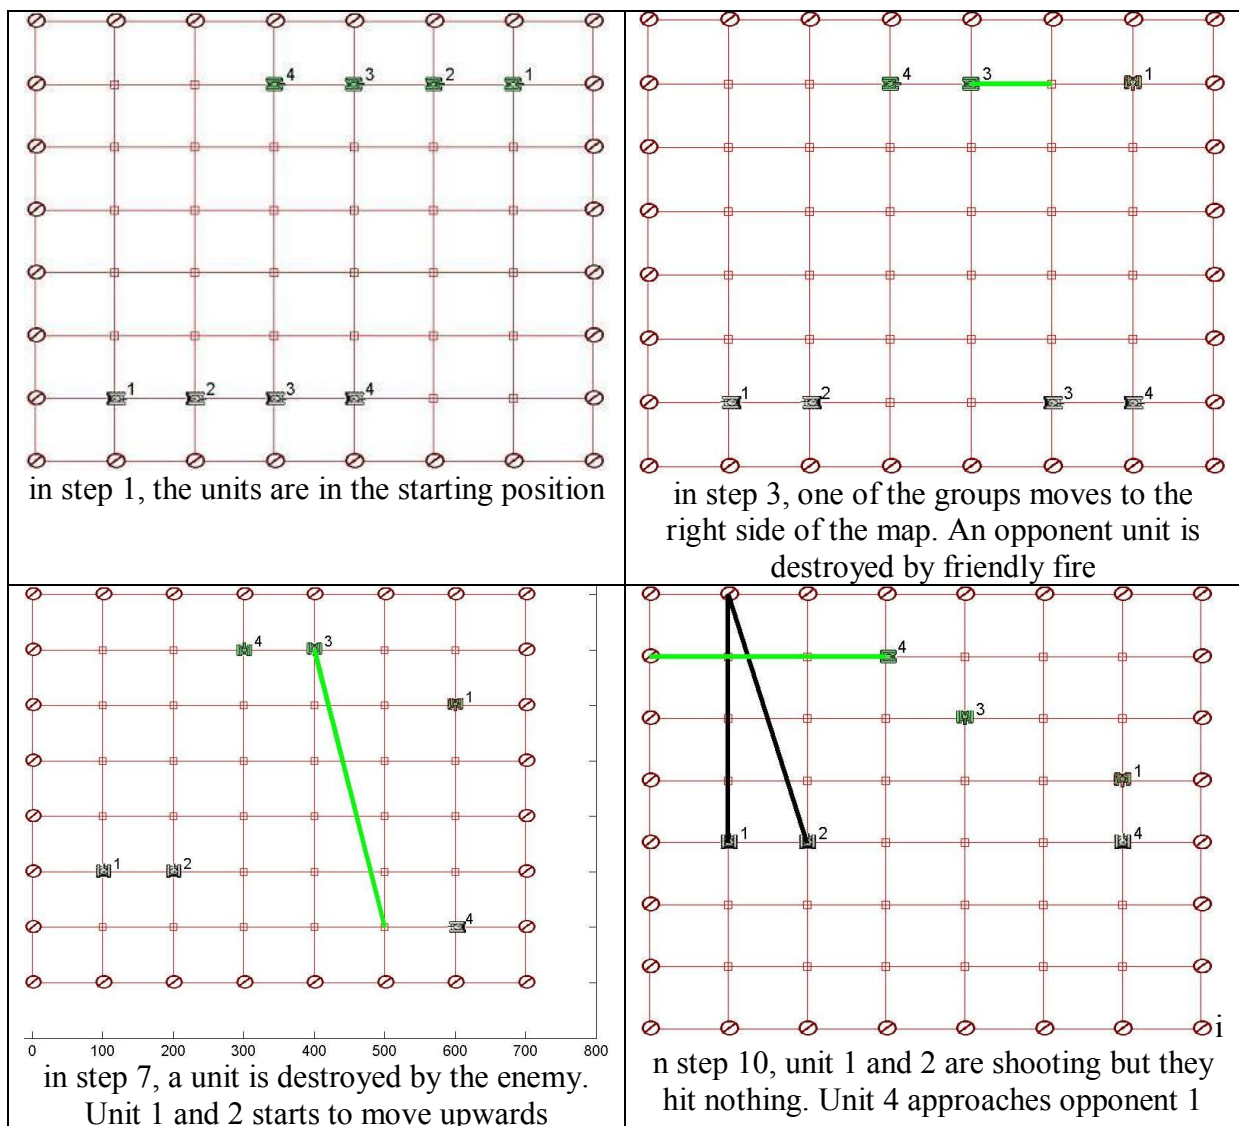 4 3 2 1
1 2 3 4
in step 1, the units are in the starting position
4 3 1
1 2 3 4
in step 3, one of the groups moves to the
right side of the map. An opponent unit is
destroyed by friendly fire
4 3
1
1 2
4
0 100 200 300 400 500 600 700 800
in step 7, a unit is destroyed by the enemy.
Unit 1 and 2 starts to move upwards
4
3
1
1 2 4
i
n step 10, unit 1 and 2 are shooting but they
hit nothing. Unit 4 approaches opponent 1